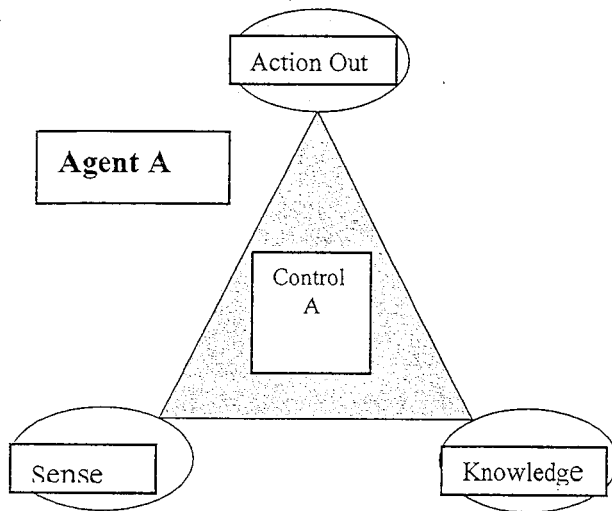 Action Out
Agent A
Control
A
Sense
Knowledge